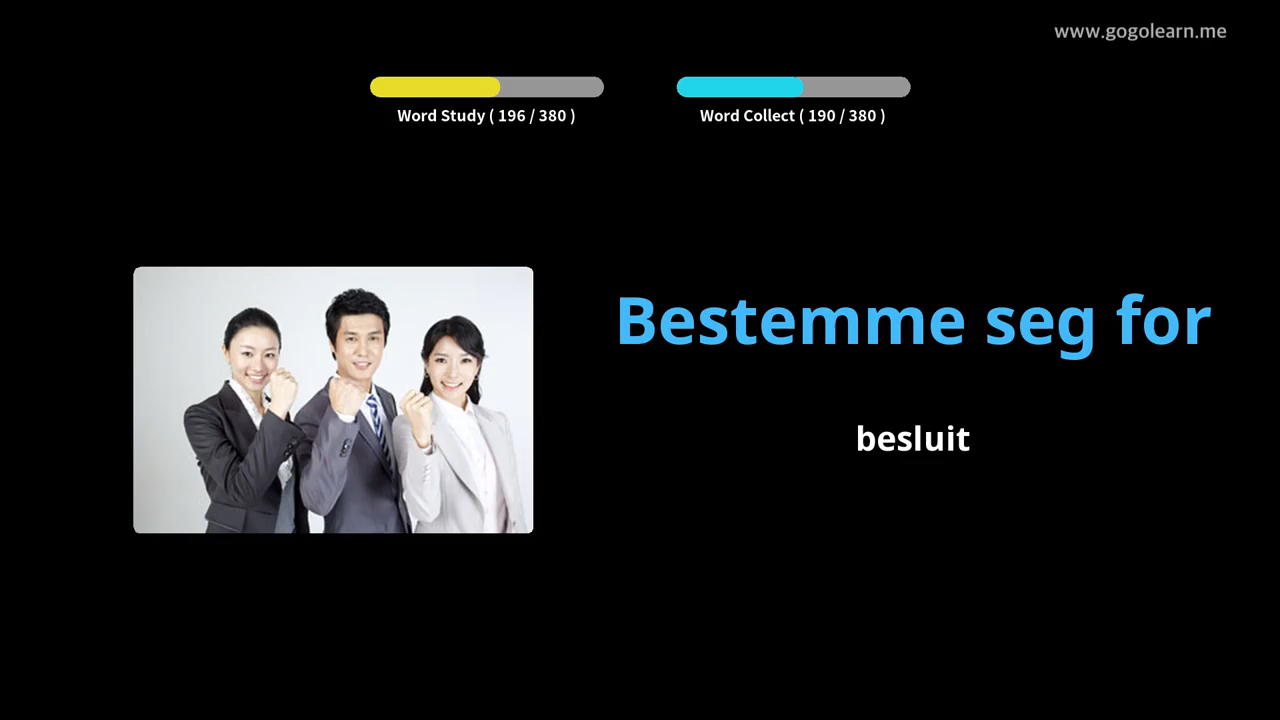 www.gogolearn.me
Word Study ( 196 / 380 )
Word Collect ( 190 / 380 )
Bestemme seg for
besluit